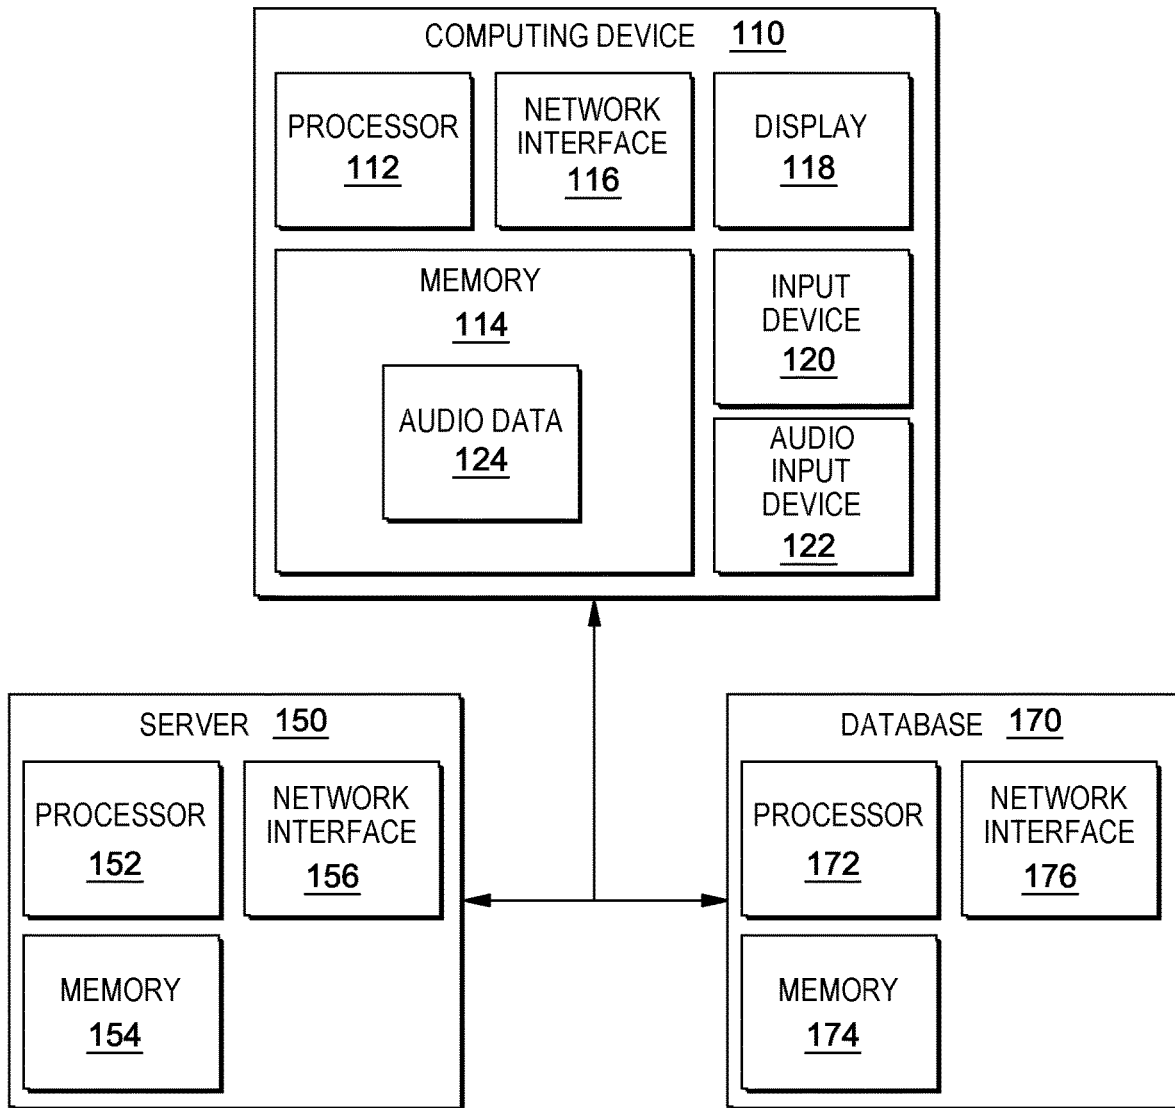 COMPUTING DEVICE 110
PROCESSOR
112
NETWORK
INTERFACE
116
DISPLAY
118
MEMORY
114
AUDIO DATA
124
INPUT
DEVICE
120
AUDIO
INPUT
DEVICE
122
SERVER 150
PROCESSOR
152
NETWORK
INTERFACE
156
MEMORY
154
DATABASE 170
PROCESSOR
172
NETWORK
INTERFACE
176
MEMORY
174